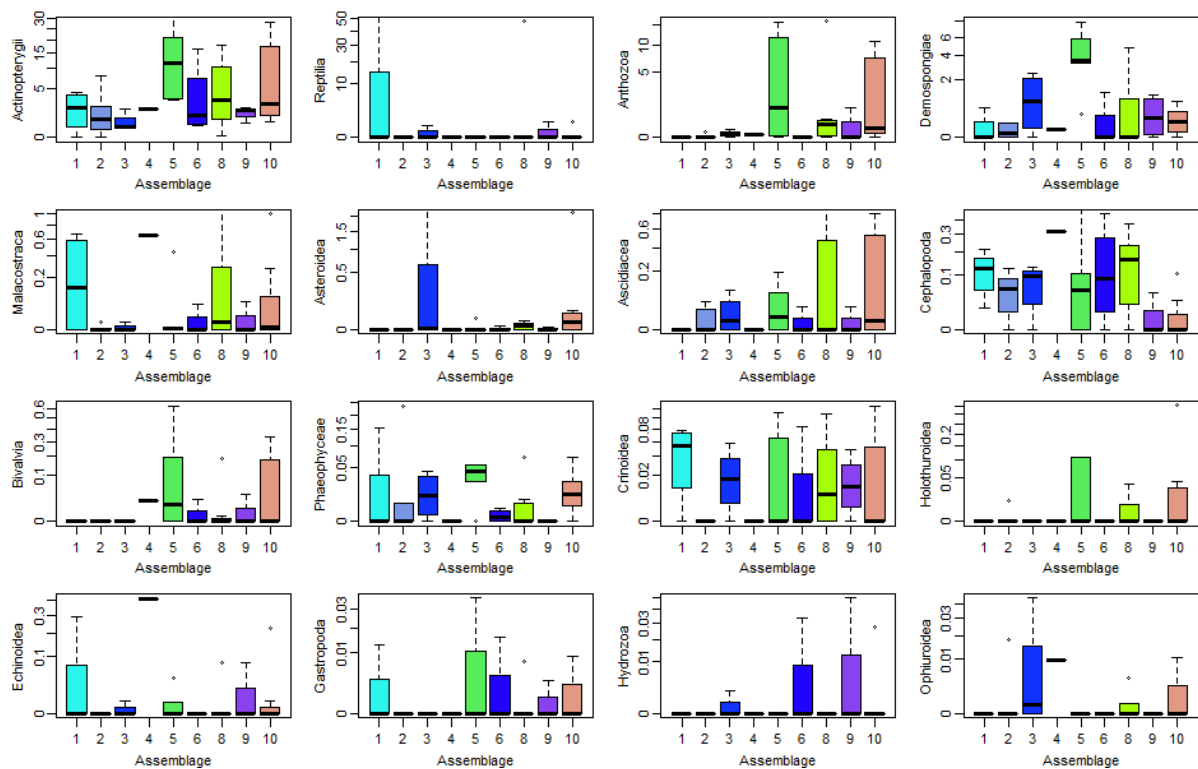 Actinopterygii
30
15
5
0
1 2 3 4 5 6 8 9 10
Assemblage
Reptilia
50
30
10
0
1 2 3 4 5 6 8 9 10
Assemblage
Anthozoa
10
5
0
1 2 3 4 5 6 8 9 10
Assemblage
Demospongiae
6
2
0
1 2 3 4 5 6 8 9 10
Assemblage
Malacostraca
1
0.6
0.2
0
1 2 3 4 5 6 8 9 10
Assemblage
Asteroidea
1.5
0.5
0
1 2 3 4 5 6 8 9 10
Assemblage
Ascidiacea
0.6
0.2
0
1 2 3 4 5 6 8 9 10
Assemblage
Cephalopoda
0.3
0.1
0
1 2 3 4 5 6 8 9 10
Assemblage
Bivalvia
0.6
0.3
0.1
0
1 2 3 4 5 6 8 9 10
Assemblage
Phaeophyceae
0.15
0.05
0
1 2 3 4 5 6 8 9 10
Assemblage
Crinoidea
0.08
0.02
0
1 2 3 4 5 6 8 9 10
Assemblage
Holothuroidea
0.2
0.05
0
1 2 3 4 5 6 8 9 10
Assemblage
Echinoidea
0.3
0.1
0
1 2 3 4 5 6 8 9 10
Assemblage
Gastropoda
0.03
0.01
0
1 2 3 4 5 6 8 9 10
Assemblage
Hydrozoa
0.03
0.01
0
1 2 3 4 5 6 8 9 10
Assemblage
Ophiuroidea
0.03
0.01
0
1 2 3 4 5 6 8 9 10
Assemblage